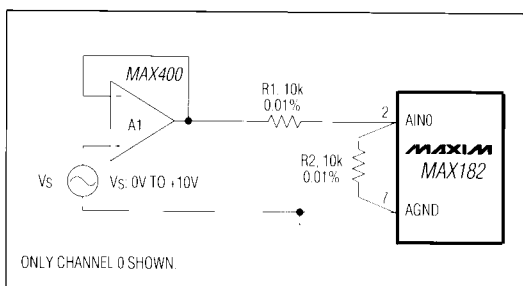 MAX400
R1, 10k
0.01%
A1
2
AIN0
MAXIM
MAX182
R2, 10k
0.01%
VS
VS: 0V TO +10V
1
AGND
ONLY CHANNEL 0 SHOWN.